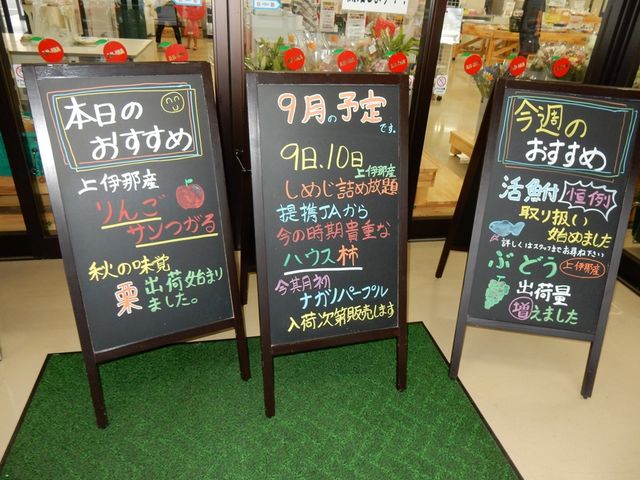 本日の
おすすめ
上伊那産
りんご
サンつがる
秋の味覚
栗 出荷始まり
ました。
9月の予定
です。
9日、10日
上伊那産
しめじ詰め放題
提携JAから
今の時期貴重な
ハウス柿
今期初
ナガノパープル
入荷次第販売します
今週の
おすすめ
活魚付 恒例
取り扱い
始めました
詳しくはスタッフまで
お尋ね下さい
ぶどう 上伊那産
出荷量
増えました